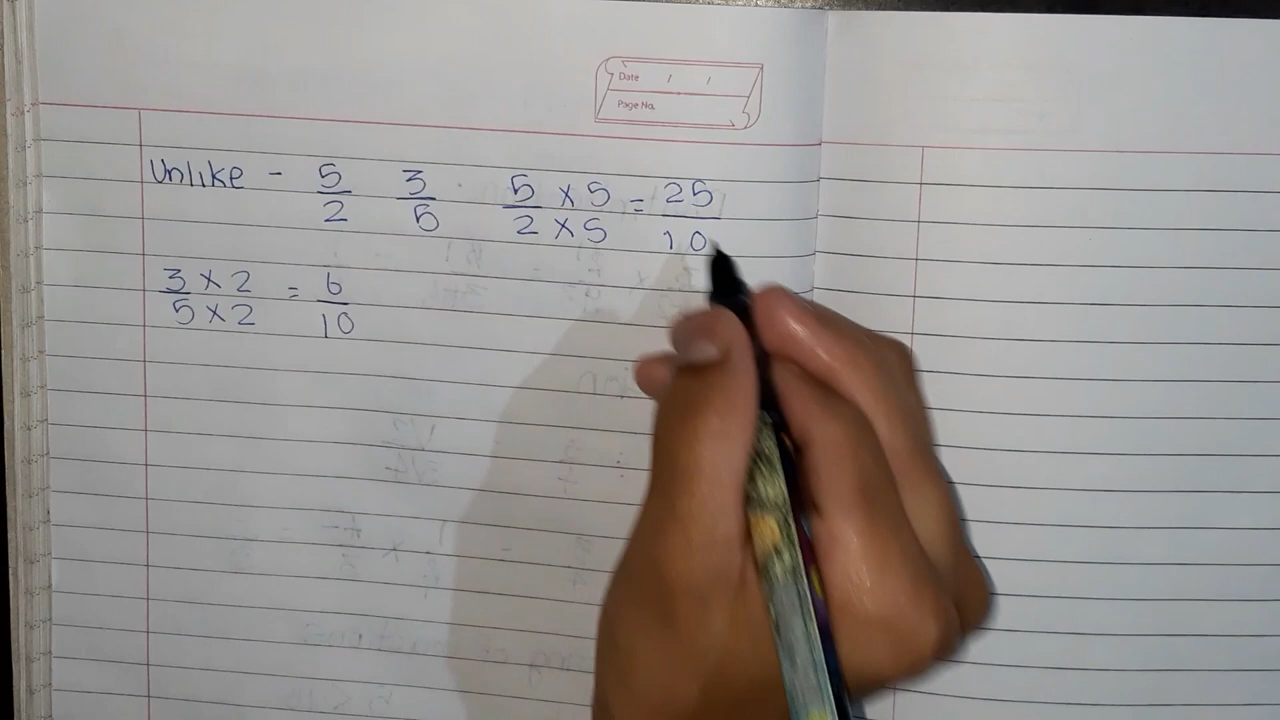 Date / /
Page No.
Unlike - 5/2 3/5 5 x 5 / 2 x 5 = 25/10
3 x 2 / 5 x 2 = 6/10